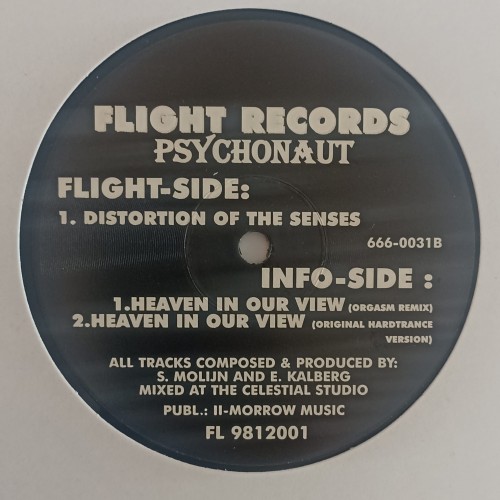 FLIGHT RECORDS
PSYCHONAUT
FLIGHT-SIDE:
1. DISTORTION OF THE SENSES
666-0031B
INFO-SIDE :
1.HEAVEN IN OUR VIEW (ORGASM REMIX)
2.HEAVEN IN OUR VIEW (ORIGINAL HARDTRANCE
VERSION)
ALL TRACKS COMPOSED & PRODUCED BY:
S. MOLIJN AND E. KALBERG
MIXED AT THE CELESTIAL STUDIO
PUBL.: II-MORROW MUSIC
FL 9812001